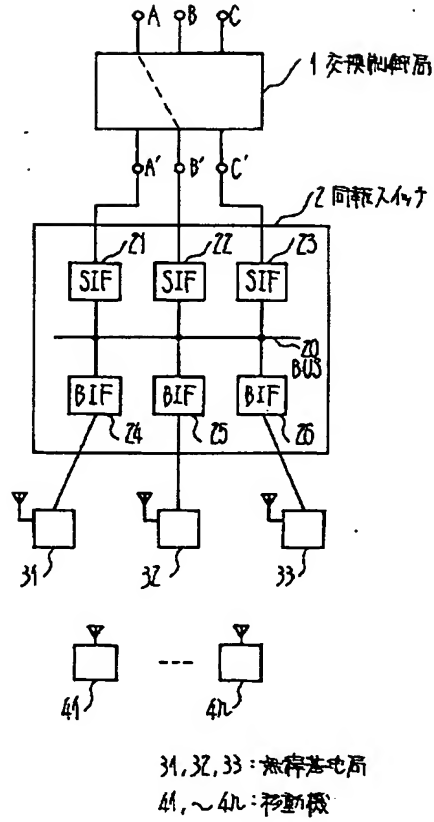 A B C
1 交換制御局
A' B' C'
2 回転スイッチ
21 22 23
SIF SIF SIF
20
BUS
BIF BIF BIF
24 25 26
31 32 33
41 --- 4n
31,32,33:無線基地局
41,~4n:移動機